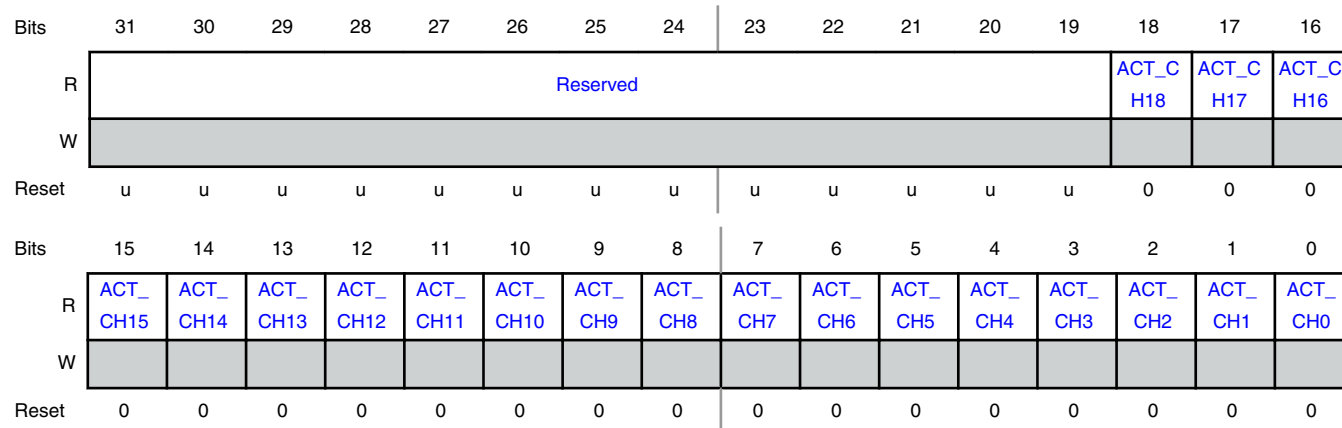 Bits 31 30 29 28 27 26 25 24 23 22 21 20 19 18 17 16
R Reserved ACT_C ACT_C ACT_C
H18 H17 H16
W
Reset u u u u u u u u u u u u u 0 0 0
Bits 15 14 13 12 11 10 9 8 7 6 5 4 3 2 1 0
R ACT_ ACT_ ACT_ ACT_ ACT_ ACT_ ACT_ ACT_ ACT_ ACT_ ACT_ ACT_ ACT_ ACT_ ACT_ ACT_
CH15 CH14 CH13 CH12 CH11 CH10 CH9 CH8 CH7 CH6 CH5 CH4 CH3 CH2 CH1 CH0
W
Reset 0 0 0 0 0 0 0 0 0 0 0 0 0 0 0 0